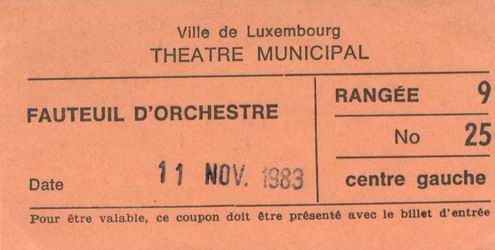 Ville de Luxembourg
THEATRE MUNICIPAL
FAUTEUIL D'ORCHESTRE
RANGÉE 9
No 25
Date 11 NOV. 1983
centre gauche
Pour être valable, ce coupon doit être présenté avec le billet d'entrée